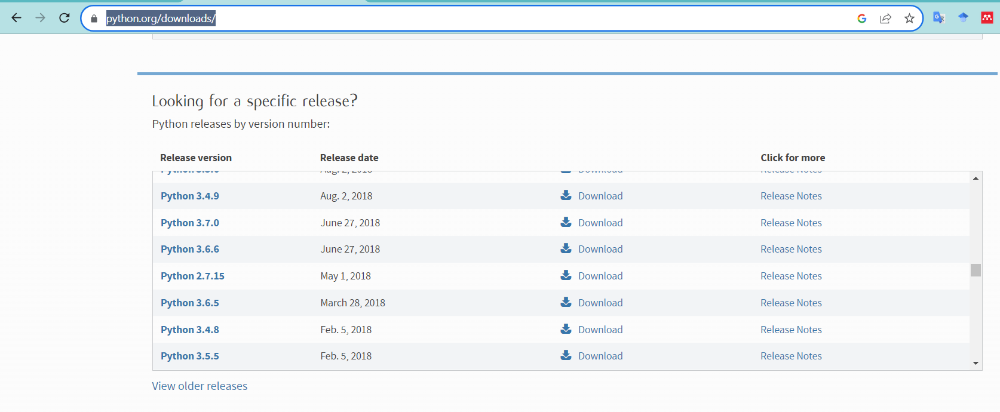 python.org/downloads/
Looking for a specific release?
Python releases by version number:
Release version Release date Click for more
Python 3.4.9 Aug. 2, 2018 Download Release Notes
Python 3.7.0 June 27, 2018 Download Release Notes
Python 3.6.6 June 27, 2018 Download Release Notes
Python 2.7.15 May 1, 2018 Download Release Notes
Python 3.6.5 March 28, 2018 Download Release Notes
Python 3.4.8 Feb. 5, 2018 Download Release Notes
Python 3.5.5 Feb. 5, 2018 Download Release Notes
View older releases